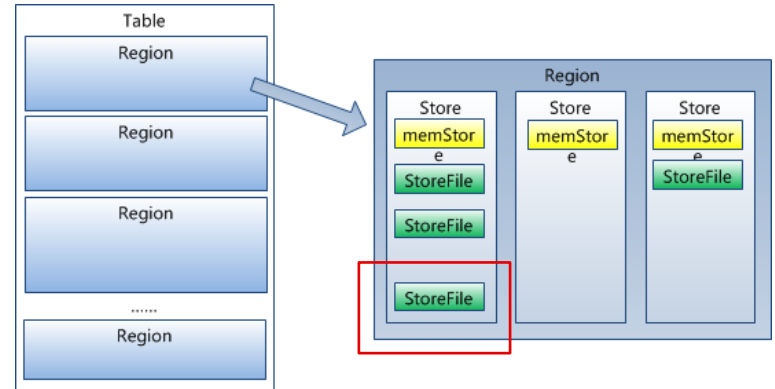 Table
Region
Region
Region
......
Region
Region
Store
memStor
e
StoreFile
StoreFile
StoreFile
Store
memStor
e
Store
memStor
e
StoreFile